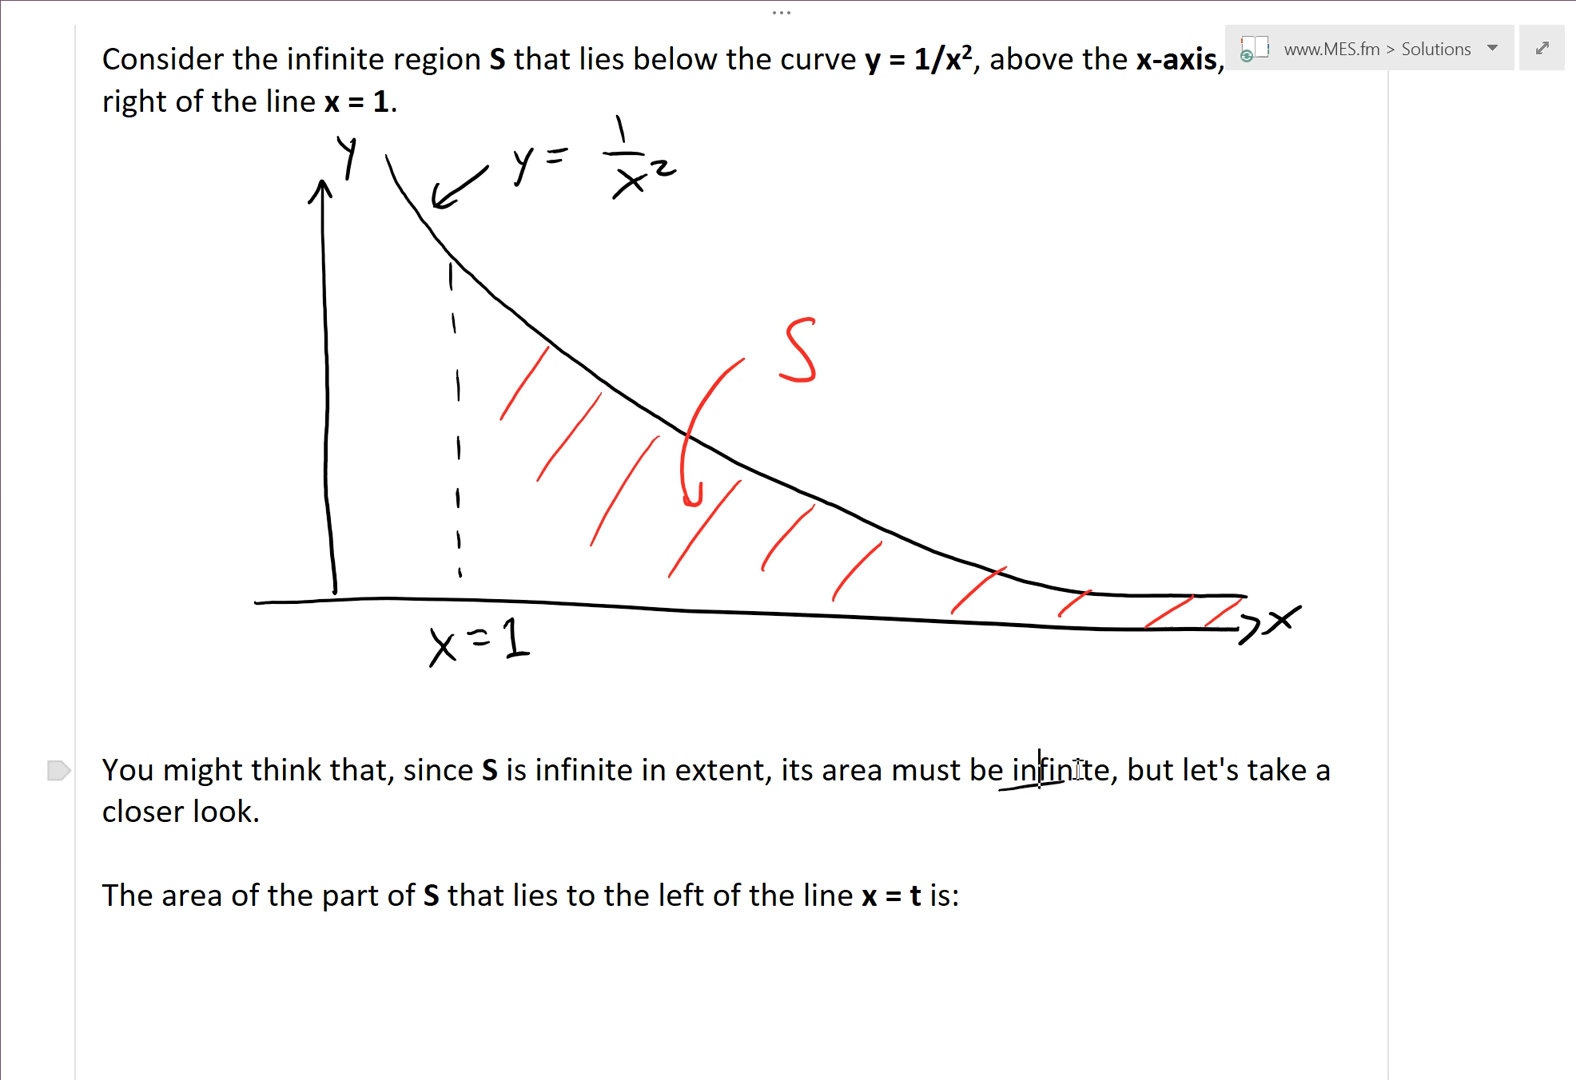 ...
www.MES.fm > Solutions
Consider the infinite region S that lies below the curve y = 1/x², above the x-axis,
right of the line x = 1.
y
y = 1/x²
S
x = 1
x
You might think that, since S is infinite in extent, its area must be infinite, but let's take a
closer look.
The area of the part of S that lies to the left of the line x = t is: